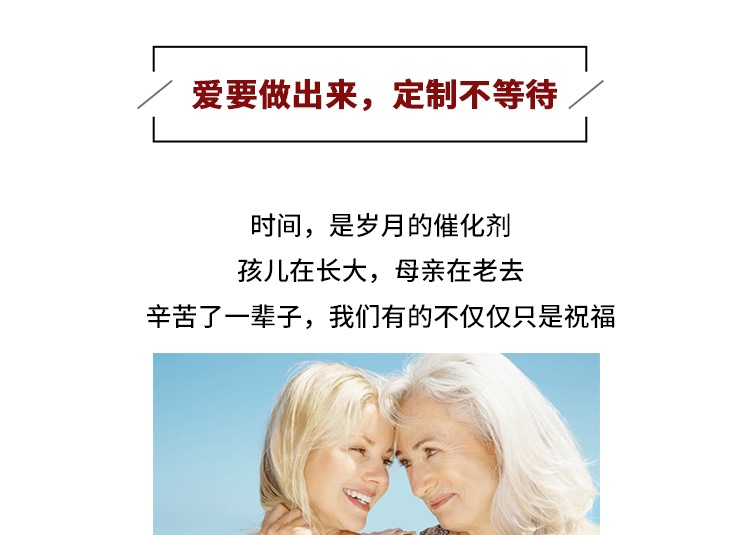 爱要做出来，定制不等待
时间，是岁月的催化剂
孩儿在长大，母亲在老去
辛苦了一辈子，我们有的不仅仅只是祝福